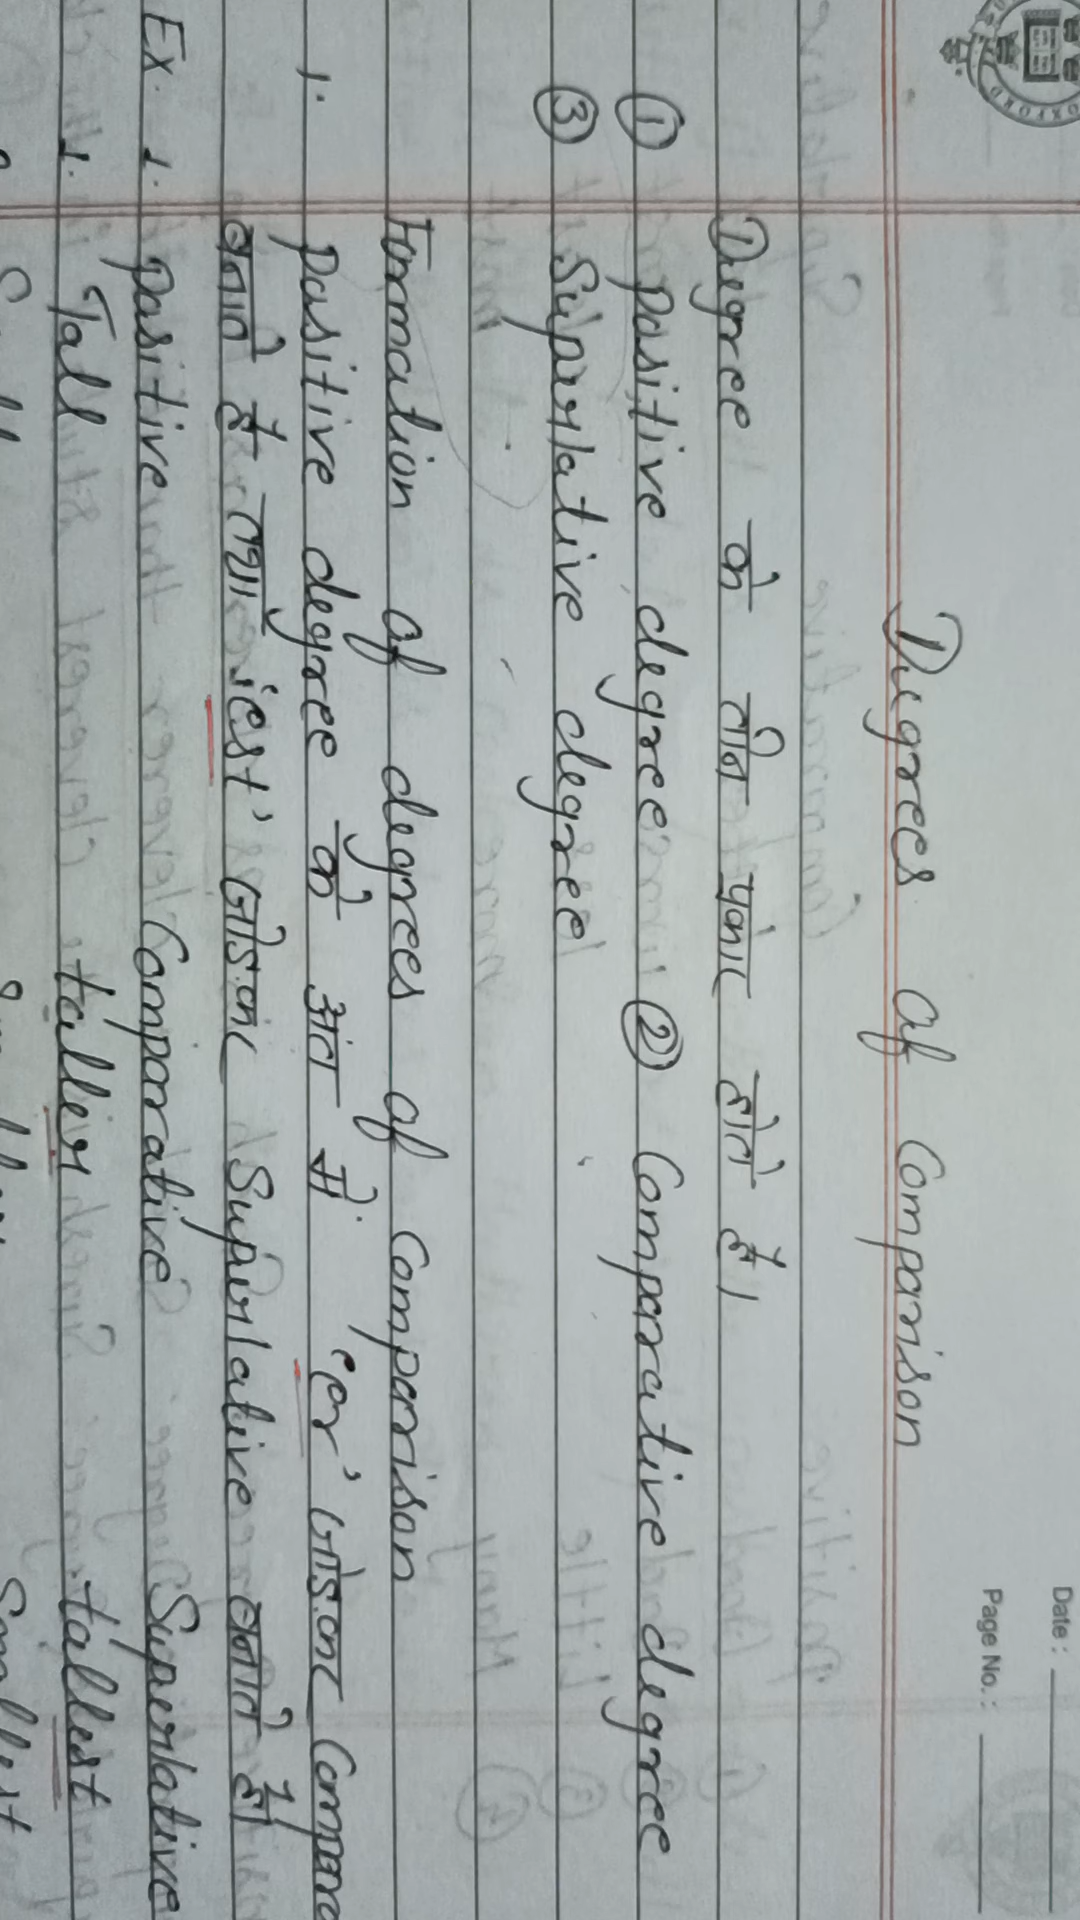 Date :
Page No. :
OXFORD
Degrees of Comparison
Degree के तीन प्रकार होते है।
① positive degree ② Comparative degree
③ Superlative degree
Formation of degrees of Comparison
1. positive degree के अंत में 'er' जोड़कर Compara
बनाते है तथा 'est' जोड़कर Superlative बनाते है।
Ex. 1. positive Comparative Superlative
1. Tall taller tallest
Smallest